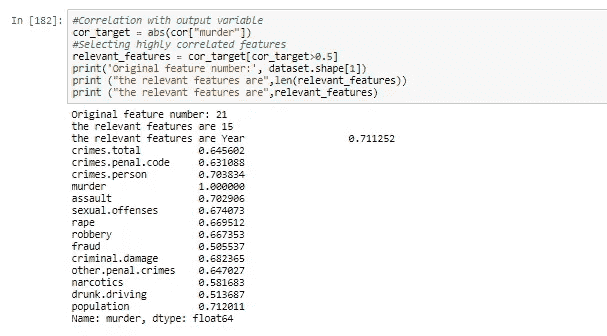 In [182]: #Correlation with output variable
cor_target = abs(cor["murder"])
#Selecting highly correlated features
relevant_features = cor_target[cor_target>0.5]
print('Original feature number:', dataset.shape[1])
print ("the relevant features are",len(relevant_features))
print ("the relevant features are",relevant_features)
Original feature number: 21
the relevant features are 15
the relevant features are Year 0.711252
crimes.total 0.645602
crimes.penal.code 0.631088
crimes.person 0.703834
murder 1.000000
assault 0.702906
sexual.offenses 0.674073
rape 0.669512
robbery 0.667353
fraud 0.505537
criminal.damage 0.682365
other.penal.crimes 0.647027
narcotics 0.581683
drunk.driving 0.513687
population 0.712011
Name: murder, dtype: float64